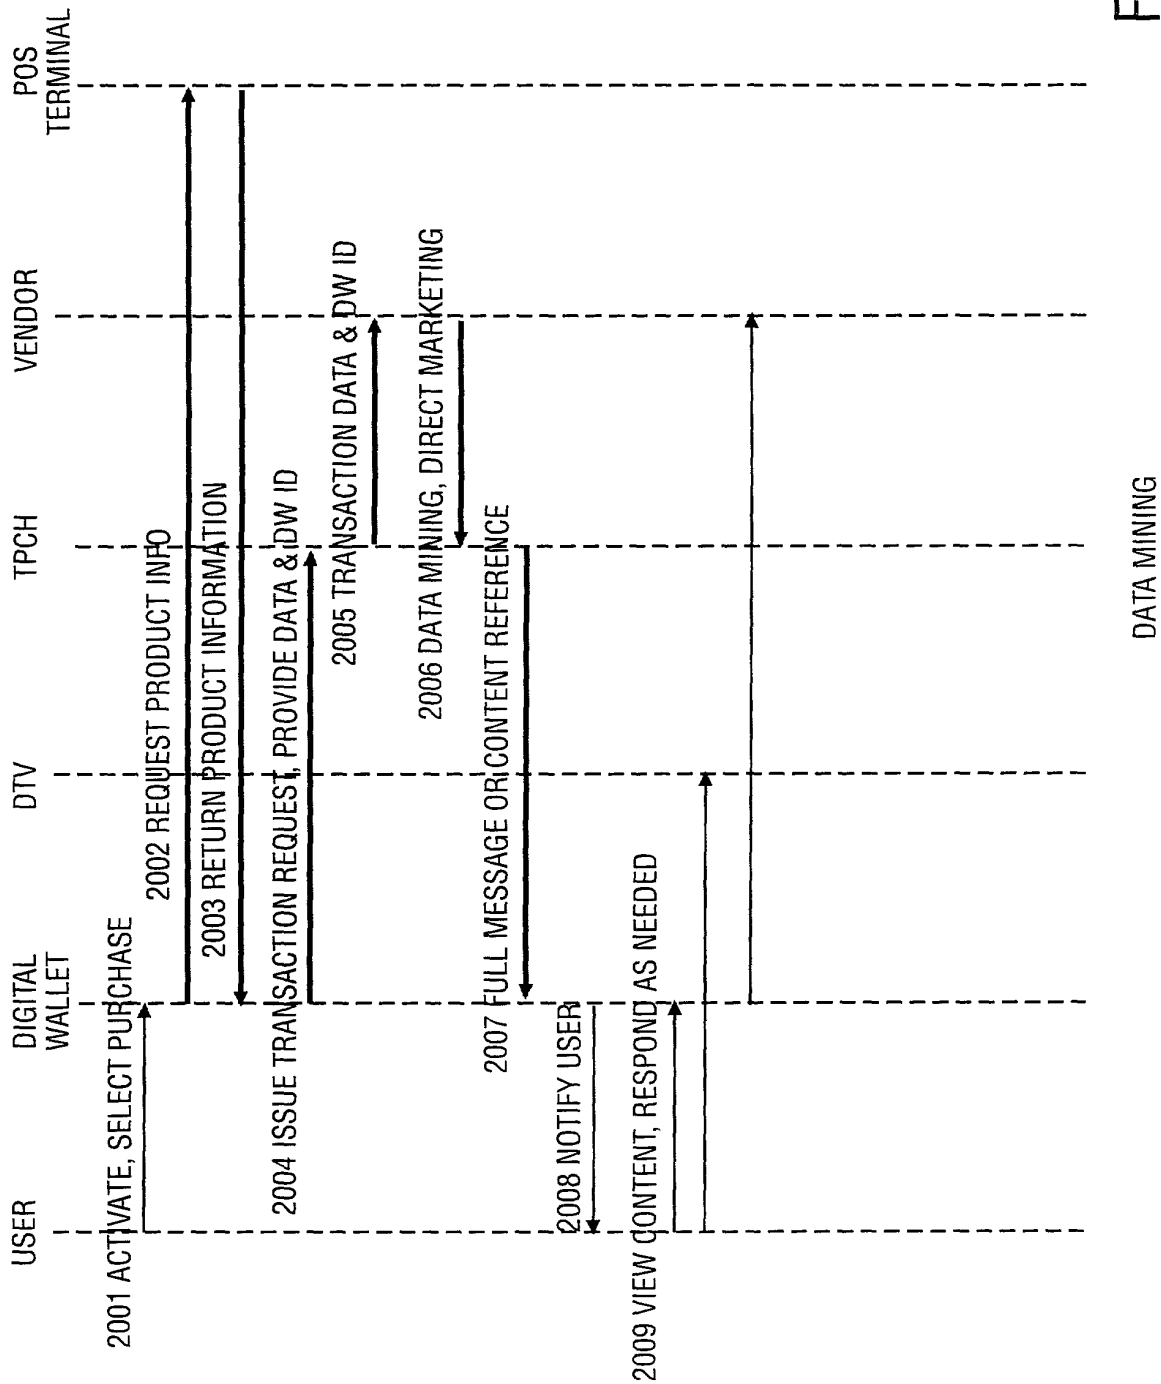 USER
DIGITAL
WALLET
DTV
TPCH
VENDOR
POS
TERMINAL
2001 ACTIVATE, SELECT PURCHASE
2002 REQUEST PRODUCT INFO
2003 RETURN PRODUCT INFORMATION
2004 ISSUE TRANSACTION REQUEST, PROVIDE DATA & DW ID
2005 TRANSACTION DATA & DW ID
2006 DATA MINING, DIRECT MARKETING
2007 FULL MESSAGE OR CONTENT REFERENCE
2008 NOTIFY USER
2009 VIEW CONTENT, RESPOND AS NEEDED
DATA MINING